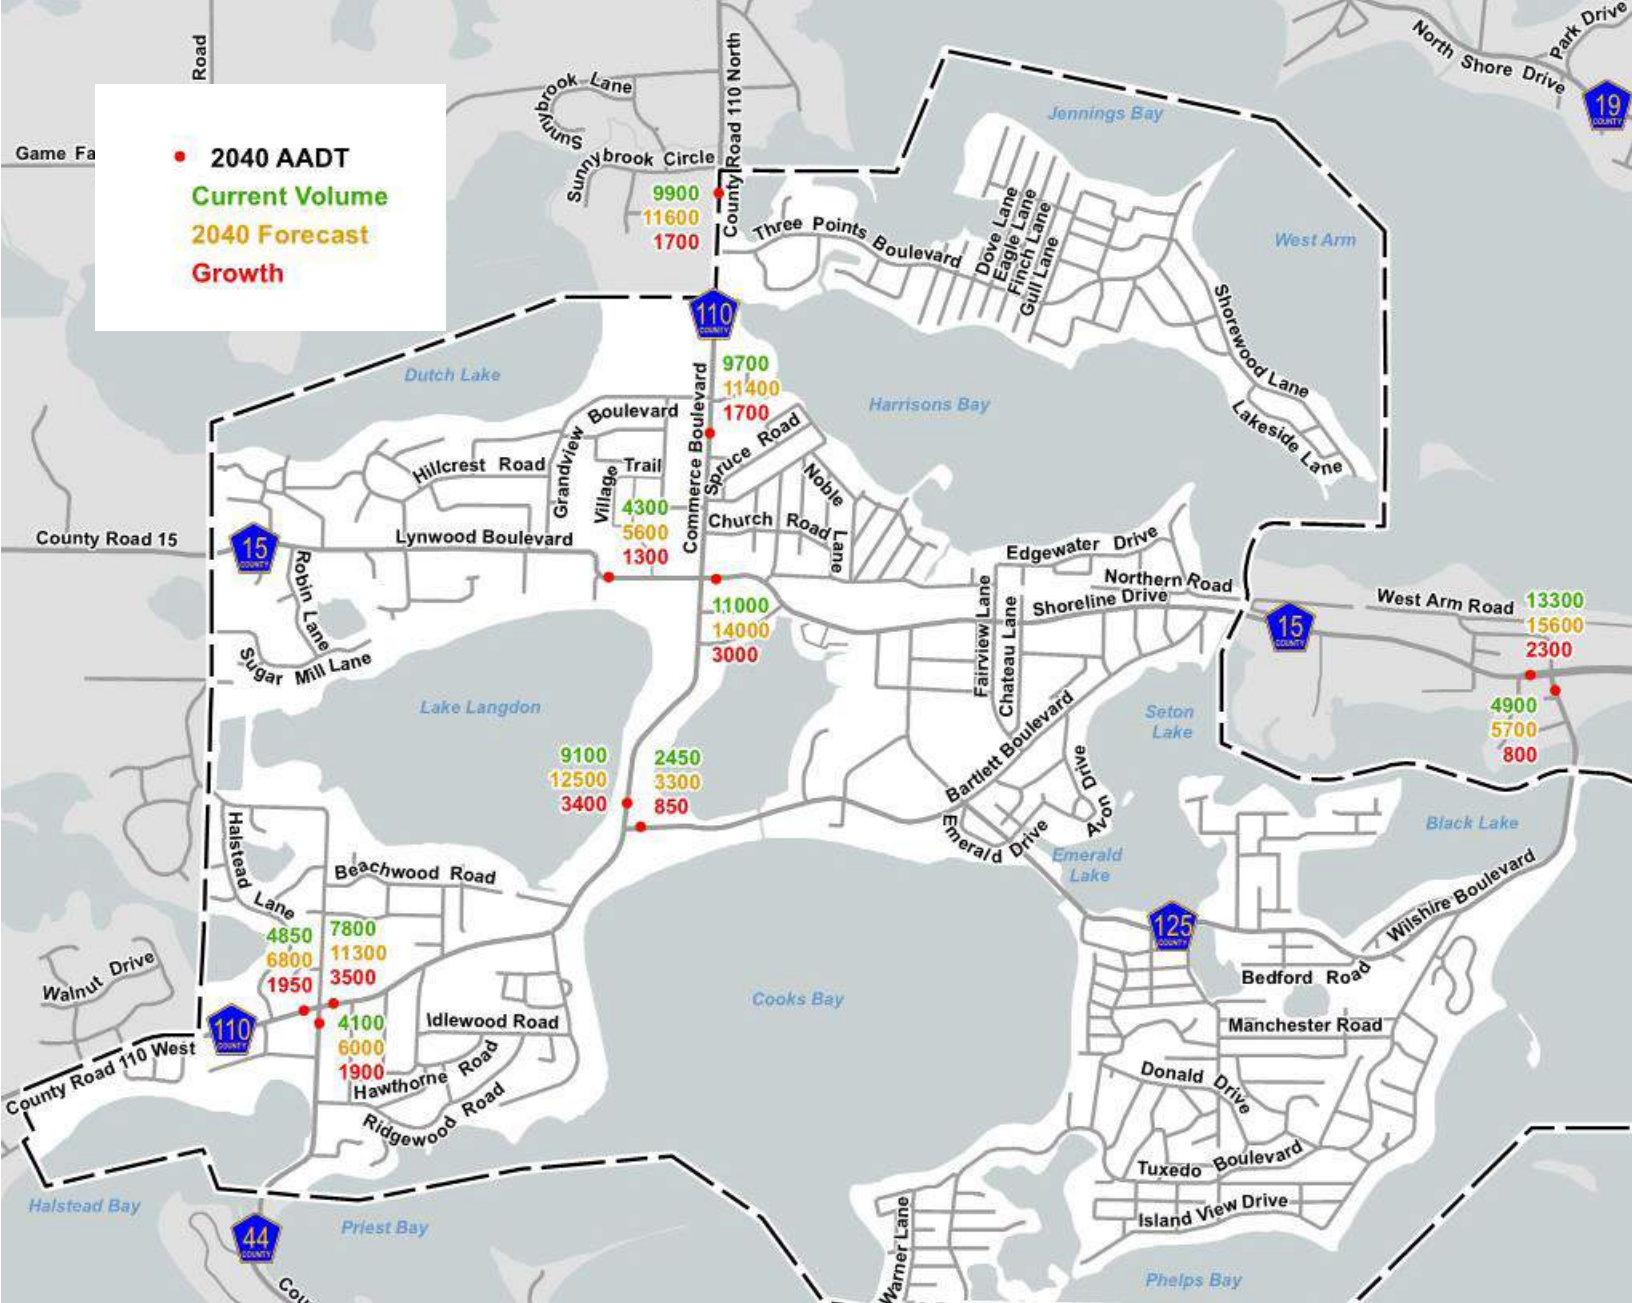 Road
County Road 110 North
Sunnybrook Lane
Jennings Bay
North Shore Drive
Park Drive
19
COUNTY
Game Fa
2040 AADT
Current Volume
2040 Forecast
Growth
Sunnybrook Circle
9900
11600
1700
Three Points Boulevard
Dove Lane
Eagle Lane
Finch Lane
Gull Lane
West Arm
110
COUNTY
Shorewood Lane
Dutch Lake
9700
11400
1700
Harrisons Bay
Lakeside Lane
Grandview Boulevard
Commerce Boulevard
Spruce Road
Hillcrest Road
Village Trail
Noble Lane
4300
5600
1300
Church Road
County Road 15
15
COUNTY
Lynwood Boulevard
Robin Lane
Edgewater Drive
Northern Road
Shoreline Drive
Fairview Lane
Chateau Lane
11000
14000
3000
15
COUNTY
West Arm Road
13300
15600
2300
Sugar Mill Lane
Lake Langdon
Seton
Lake
4900
5700
800
9100
12500
3400
2450
3300
850
Bartlett Boulevard
Avon Drive
Emerald Drive
Emerald
Lake
Black Lake
Halstead Lane
Beachwood Road
125
COUNTY
Wilshire Boulevard
4850
6800
1950
7800
11300
3500
Walnut Drive
Bedford Road
Cooks Bay
110
COUNTY
County Road 110 West
4100
6000
1900
Idlewood Road
Manchester Road
Hawthorne Road
Donald Drive
Ridgewood Road
Tuxedo Boulevard
Island View Drive
Halstead Bay
44
COUNTY
Priest Bay
Warner Lane
Phelps Bay
Cou